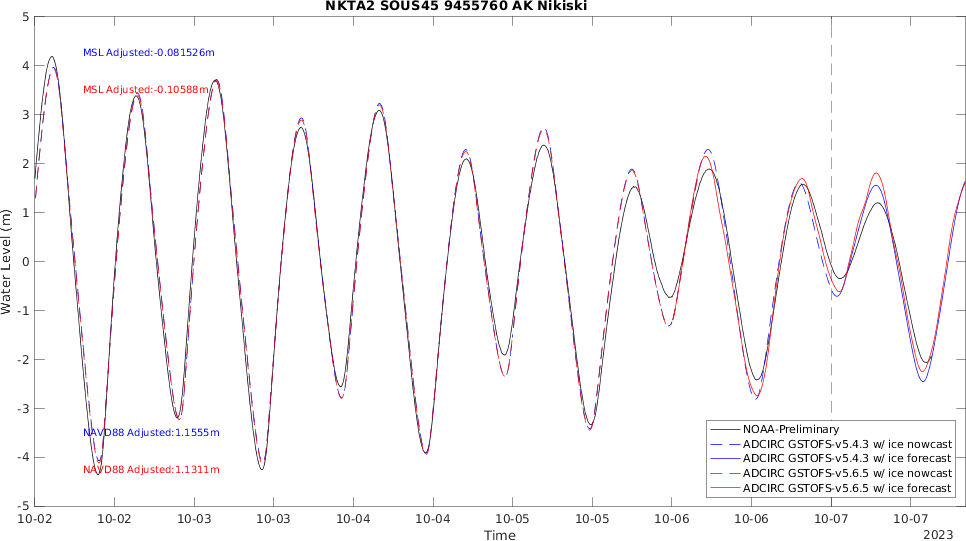 NKTA2 SOUS45 9455760 AK Nikiski
5
4
3
2
1
0
-1
-2
-3
-4
-5
Water Level (m)
MSL Adjusted:-0.081526m
MSL Adjusted:-0.10588m
NAVD88 Adjusted:1.1555m
NAVD88 Adjusted:1.1311m
NOAA-Preliminary
ADCIRC GSTOFS-v5.4.3 w/ ice nowcast
ADCIRC GSTOFS-v5.4.3 w/ ice forecast
ADCIRC GSTOFS-v5.6.5 w/ ice nowcast
ADCIRC GSTOFS-v5.6.5 w/ ice forecast
10-02 10-02 10-03 10-03 10-04 10-04 10-05 10-05 10-06 10-06 10-07 10-07
Time
2023